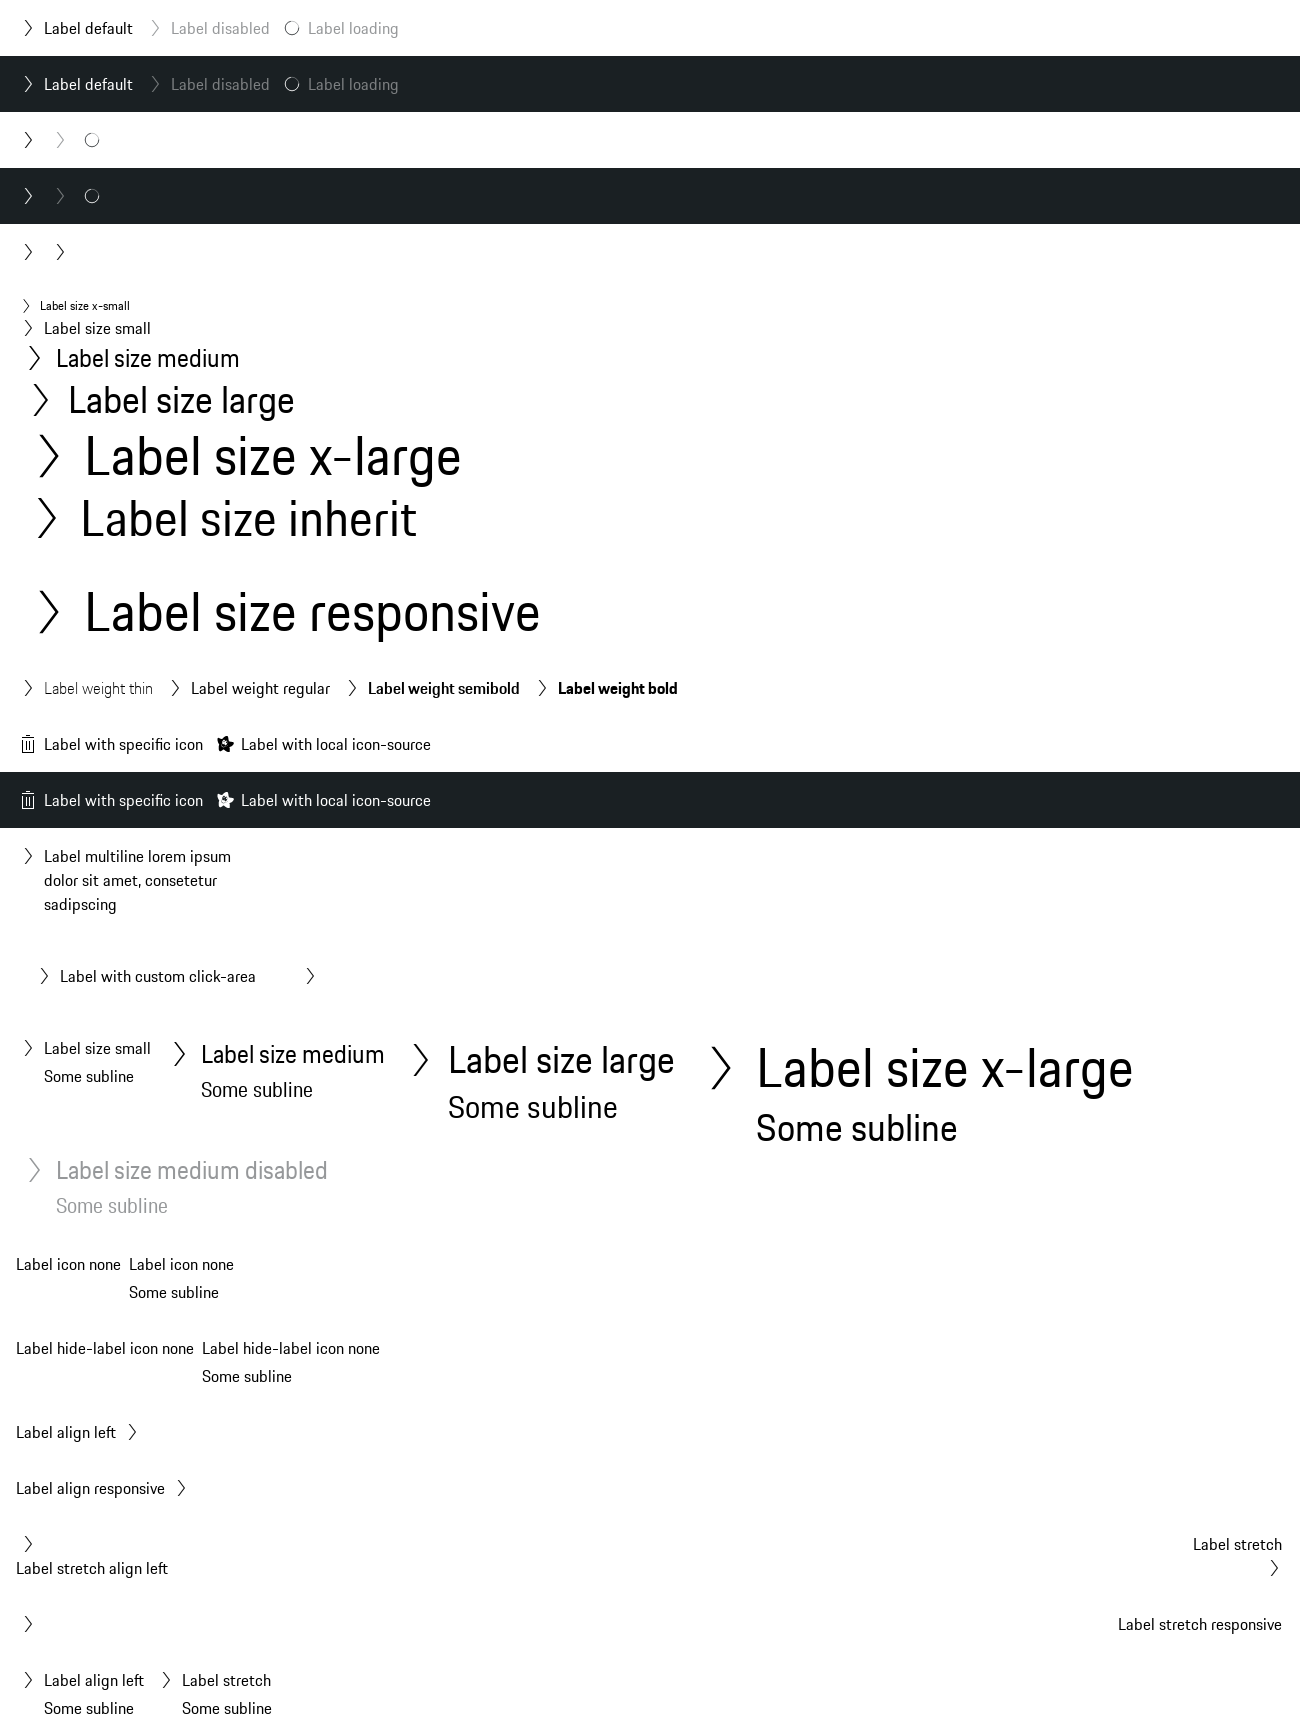 Label default Label disabled Label loading
Label default Label disabled Label loading
Label size x-small
Label size small
Label size medium
Label size large
Label size x-large
Label size inherit
Label size responsive
Label weight thin Label weight regular Label weight semibold Label weight bold
Label with specific icon Label with local icon-source
Label with specific icon Label with local icon-source
Label multiline lorem ipsum
dolor sit amet, consetetur
sadipscing
Label with custom click-area
Label size small Label size medium Label size large Label size x-large
Some subline Some subline Some subline Some subline
Label size medium disabled
Some subline
Label icon none Label icon none
Some subline
Label hide-label icon none Label hide-label icon none
Some subline
Label align left
Label align responsive
Label stretch
Label stretch align left
Label stretch responsive
Label align left Label stretch
Some subline Some subline